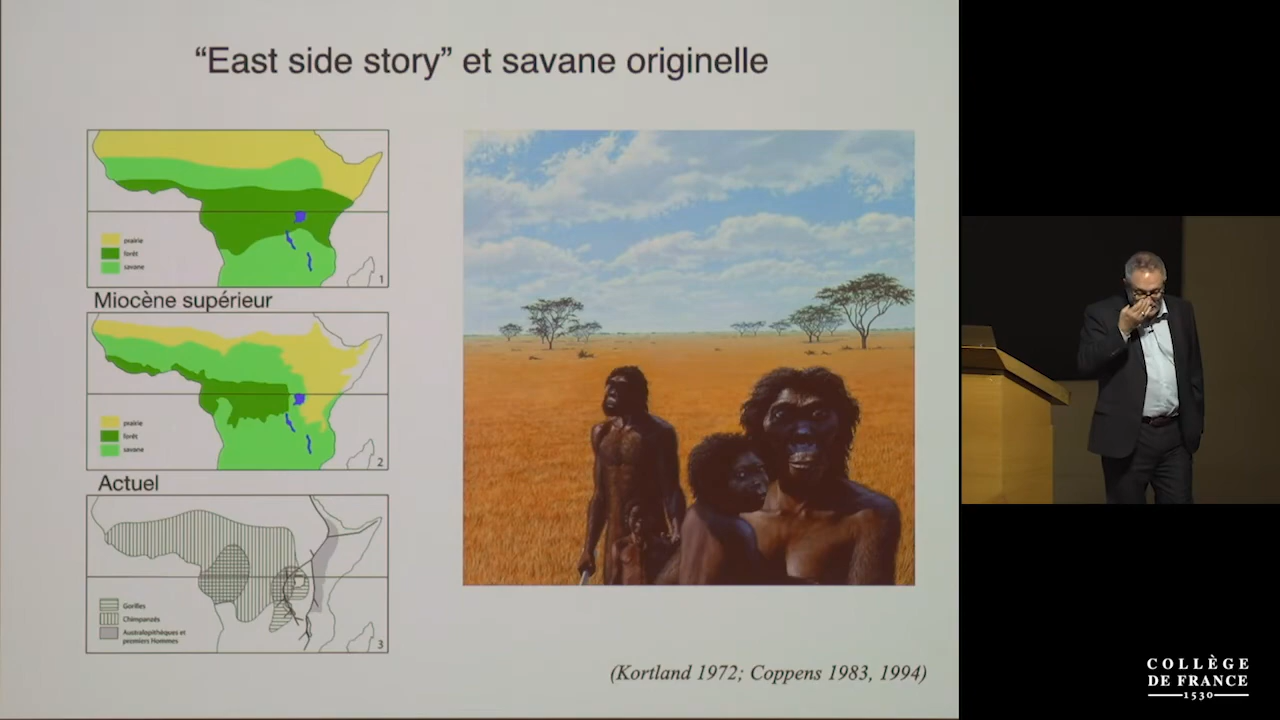 “East side story” et savane originelle
prairie
forêt
savane
1
Miocène supérieur
prairie
forêt
savane
2
Actuel
Gorilles
Chimpanzés
Australopithèques et
premiers Hommes
3
(Kortland 1972; Coppens 1983, 1994)
COLLÈGE
DE FRANCE
1530